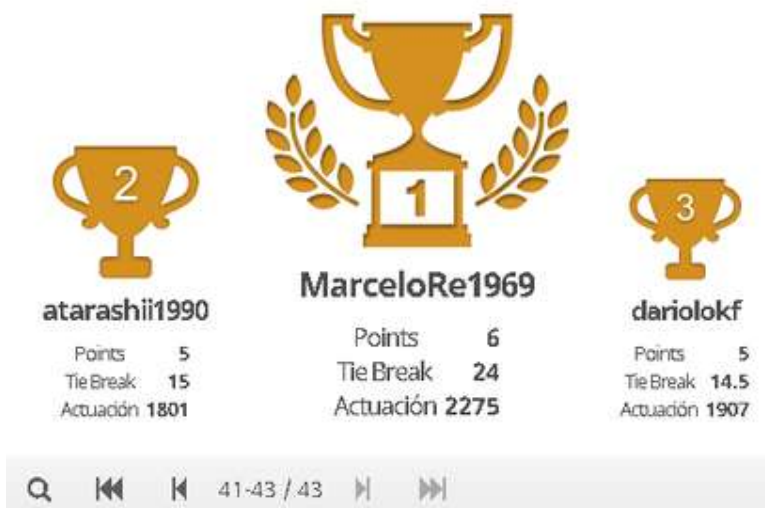 1
2
3
MarceloRe1969
Points 6
Tie Break 24
Actuación 2275
atarashii1990
Points 5
Tie Break 15
Actuación 1801
dariolokf
Points 5
Tie Break 14.5
Actuación 1907
41-43 / 43